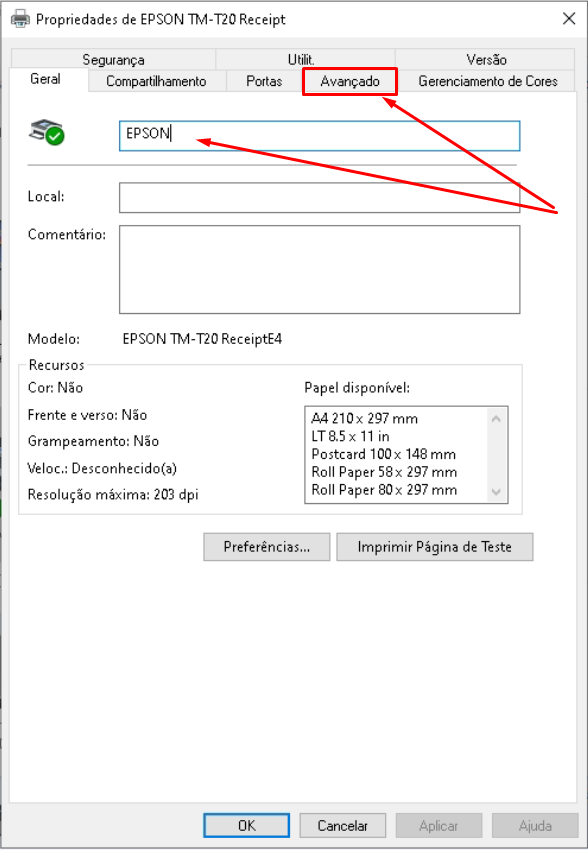 Propriedades de EPSON TM-T20 Receipt
Segurança Utilit. Versão
Geral Compartilhamento Portas Avançado Gerenciamento de Cores
EPSON
Local:
Comentário:
Modelo: EPSON TM-T20 ReceiptE4
Recursos
Cor: Não
Frente e verso: Não
Grampeamento: Não
Veloc.: Desconhecido(a)
Resolução máxima: 203 dpi
Papel disponível:
A4 210 x 297 mm
LT 8.5 x 11 in
Postcard 100 x 148 mm
Roll Paper 58 x 297 mm
Roll Paper 80 x 297 mm
Preferências... Imprimir Página de Teste
OK Cancelar Aplicar Ajuda